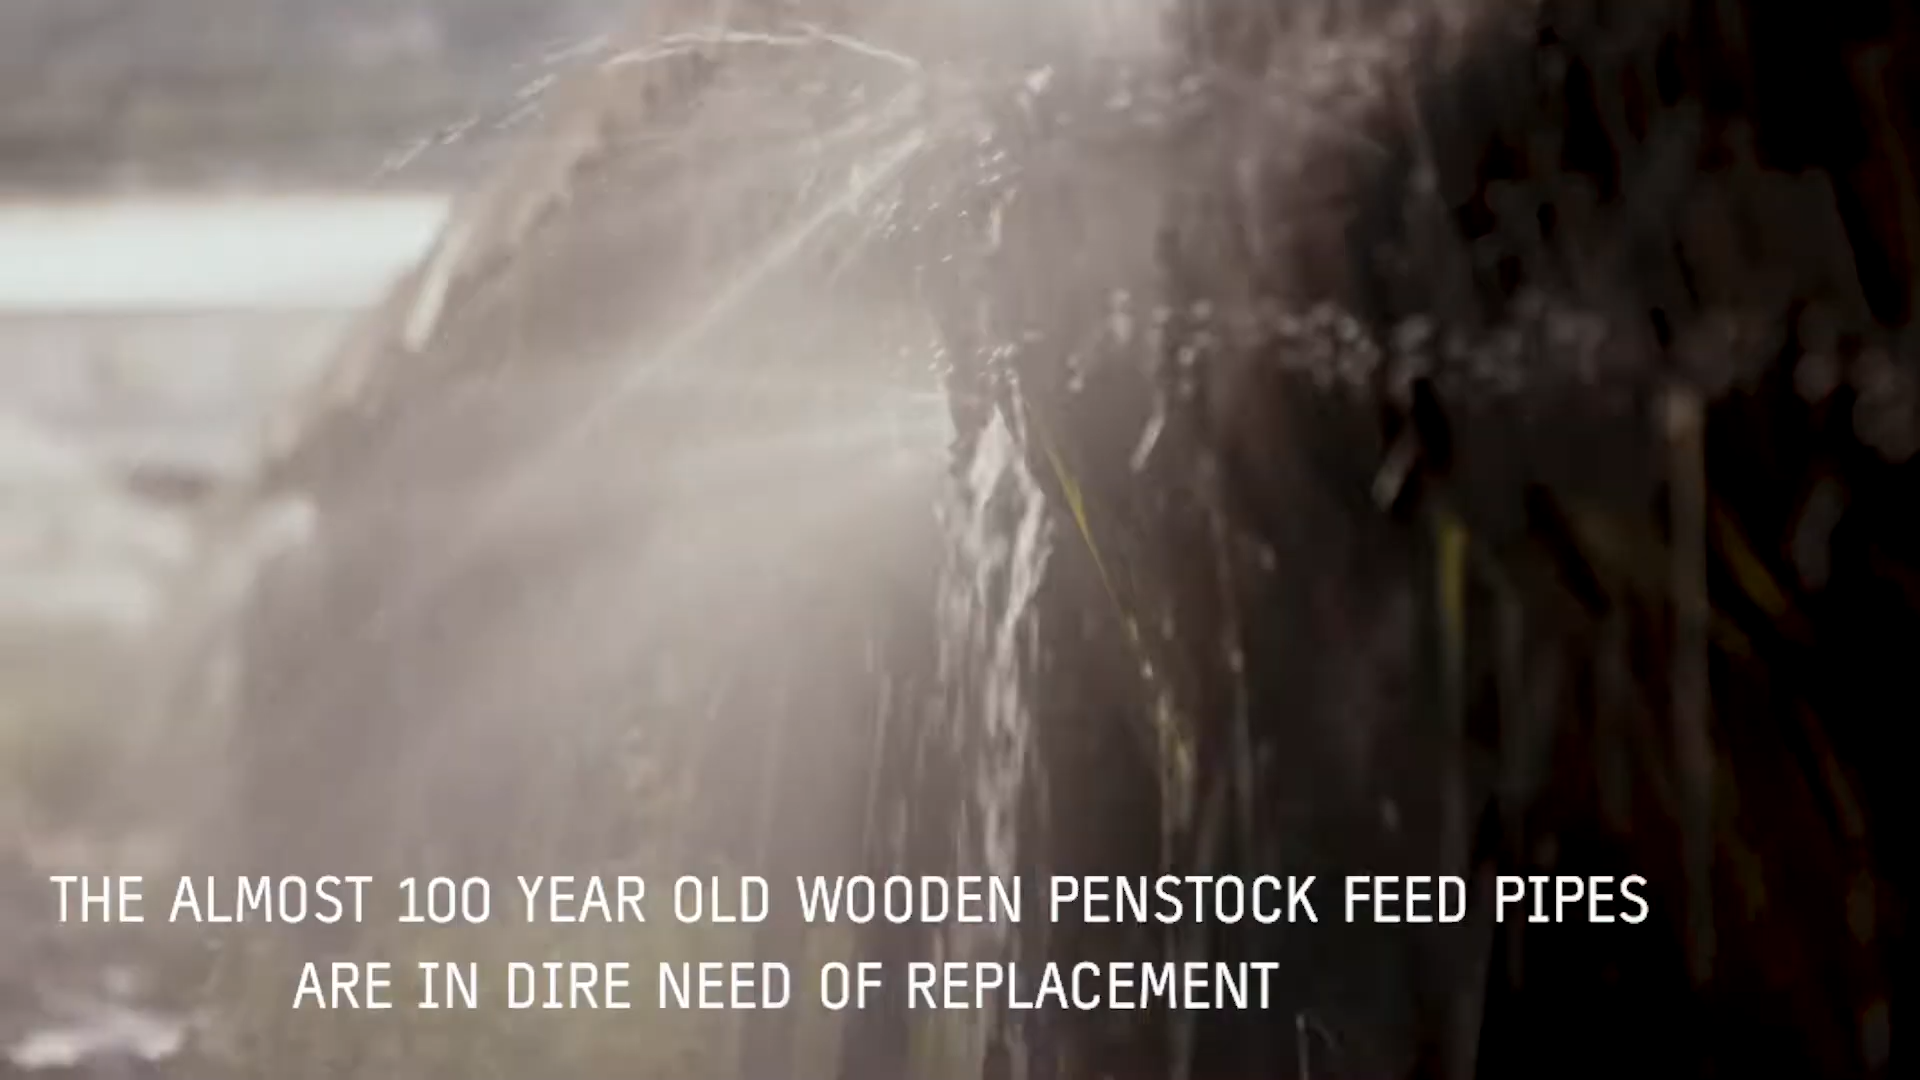 THE ALMOST 100 YEAR OLD WOODEN PENSTOCK FEED PIPES
ARE IN DIRE NEED OF REPLACEMENT